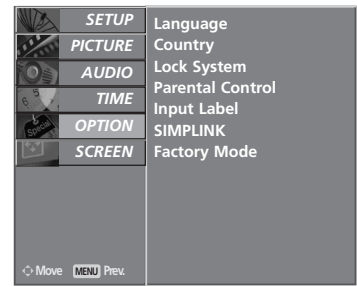 SETUP
PICTURE
AUDIO
TIME
OPTION
SCREEN
Move MENU Prev.
Language
Country
Lock System
Parental Control
Input Label
SIMPLINK
Factory Mode